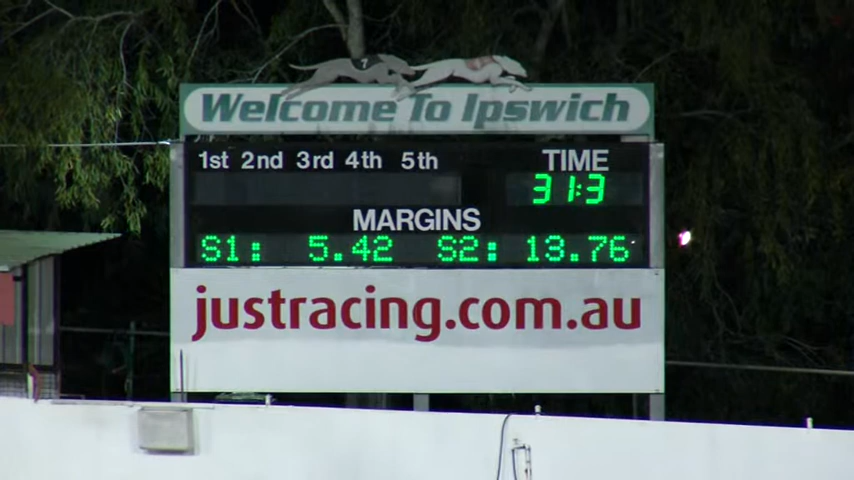 Welcome To Ipswich
1st 2nd 3rd 4th 5th TIME
31:3
MARGINS
S1: 5.42 S2: 13.76
justracing.com.au